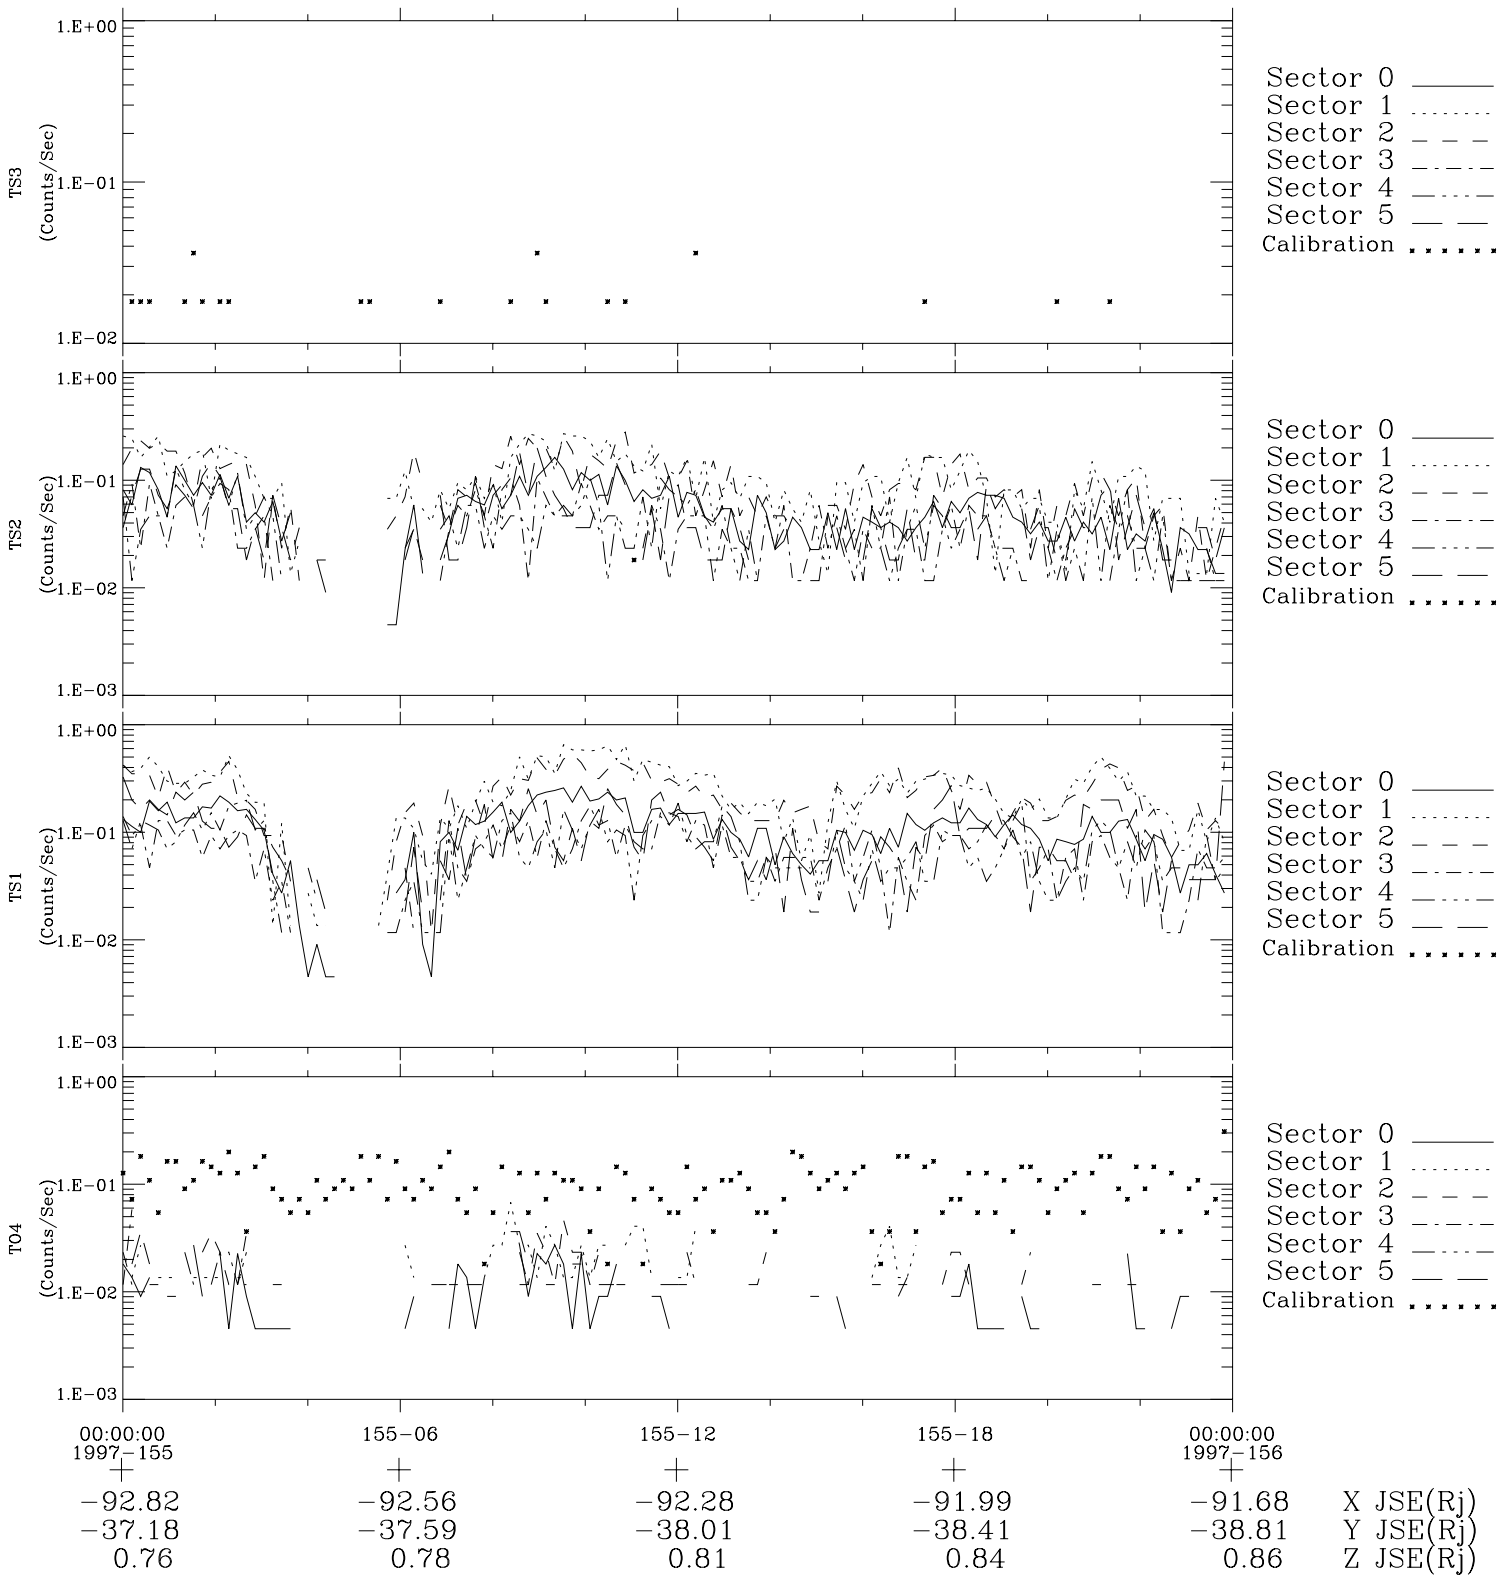 1.E+00
1.E-01
1.E-02
TS3
(Counts/Sec)
Sector 0
Sector 1
Sector 2
Sector 3
Sector 4
Sector 5
Calibration
1.E+00
1.E-01
1.E-02
1.E-03
TS2
(Counts/Sec)
Sector 0
Sector 1
Sector 2
Sector 3
Sector 4
Sector 5
Calibration
1.E+00
1.E-01
1.E-02
1.E-03
TS1
(Counts/Sec)
Sector 0
Sector 1
Sector 2
Sector 3
Sector 4
Sector 5
Calibration
1.E+00
1.E-01
1.E-02
1.E-03
TO4
(Counts/Sec)
Sector 0
Sector 1
Sector 2
Sector 3
Sector 4
Sector 5
Calibration
00:00:00 155-06 155-12 155-18 00:00:00
1997-155 1997-156
-92.82 -92.56 -92.28 -91.99 -91.68 X JSE(Rj)
-37.18 -37.59 -38.01 -38.41 -38.81 Y JSE(Rj)
0.76 0.78 0.81 0.84 0.86 Z JSE(Rj)